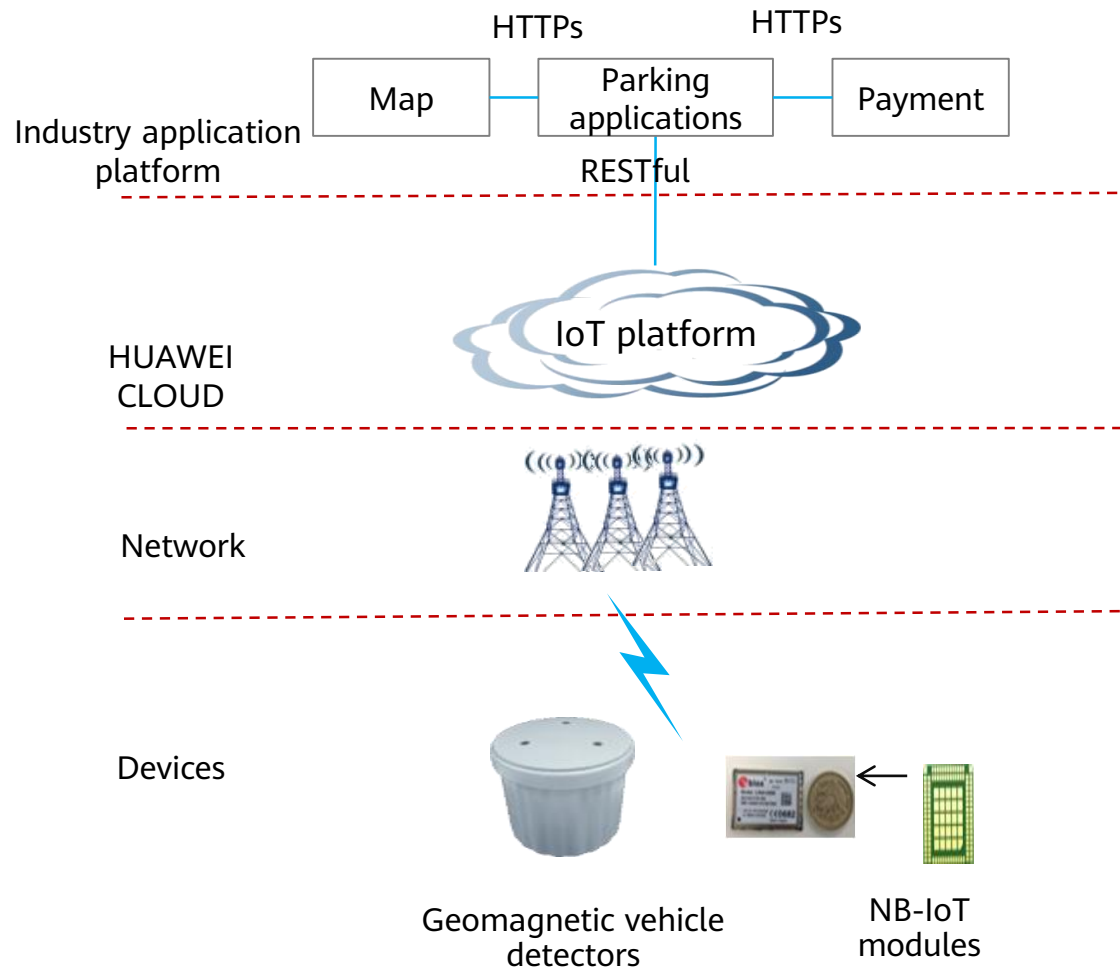 HTTPs
HTTPs
Map
Parking
applications
Payment
Industry application
platform
RESTful
IoT platform
HUAWEI
CLOUD
Network
Devices
Geomagnetic vehicle
detectors
NB-IoT
modules